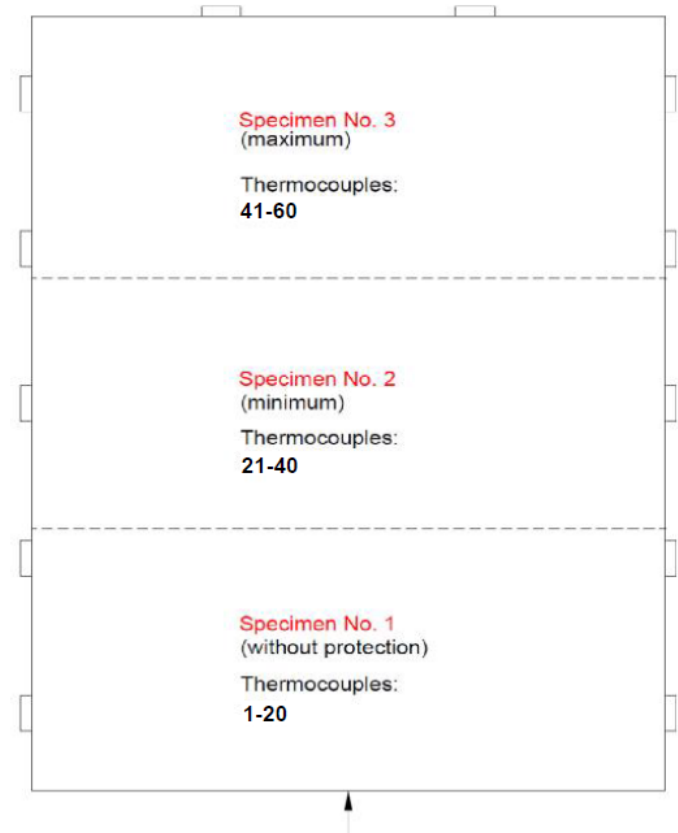 Specimen No. 3
(maximum)
Thermocouples:
41-60
Specimen No. 2
(minimum)
Thermocouples:
21-40
Specimen No. 1
(without protection)
Thermocouples:
1-20